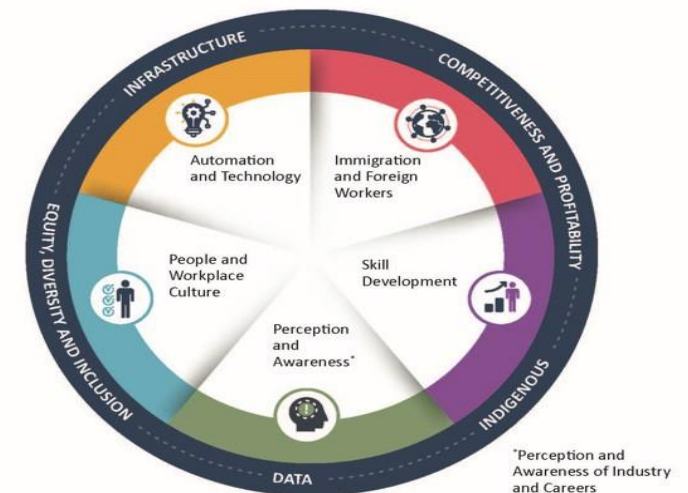 INFRASTRUCTURE
COMPETITIVENESS AND PROFITABILITY
Automation
and Technology
Immigration
and Foreign
Workers
EQUITY, DIVERSITY AND INCLUSION
People and
Workplace
Culture
Skill
Development
Perception
and
Awareness*
INDIGENOUS
DATA
*Perception and
Awareness of Industry
and Careers